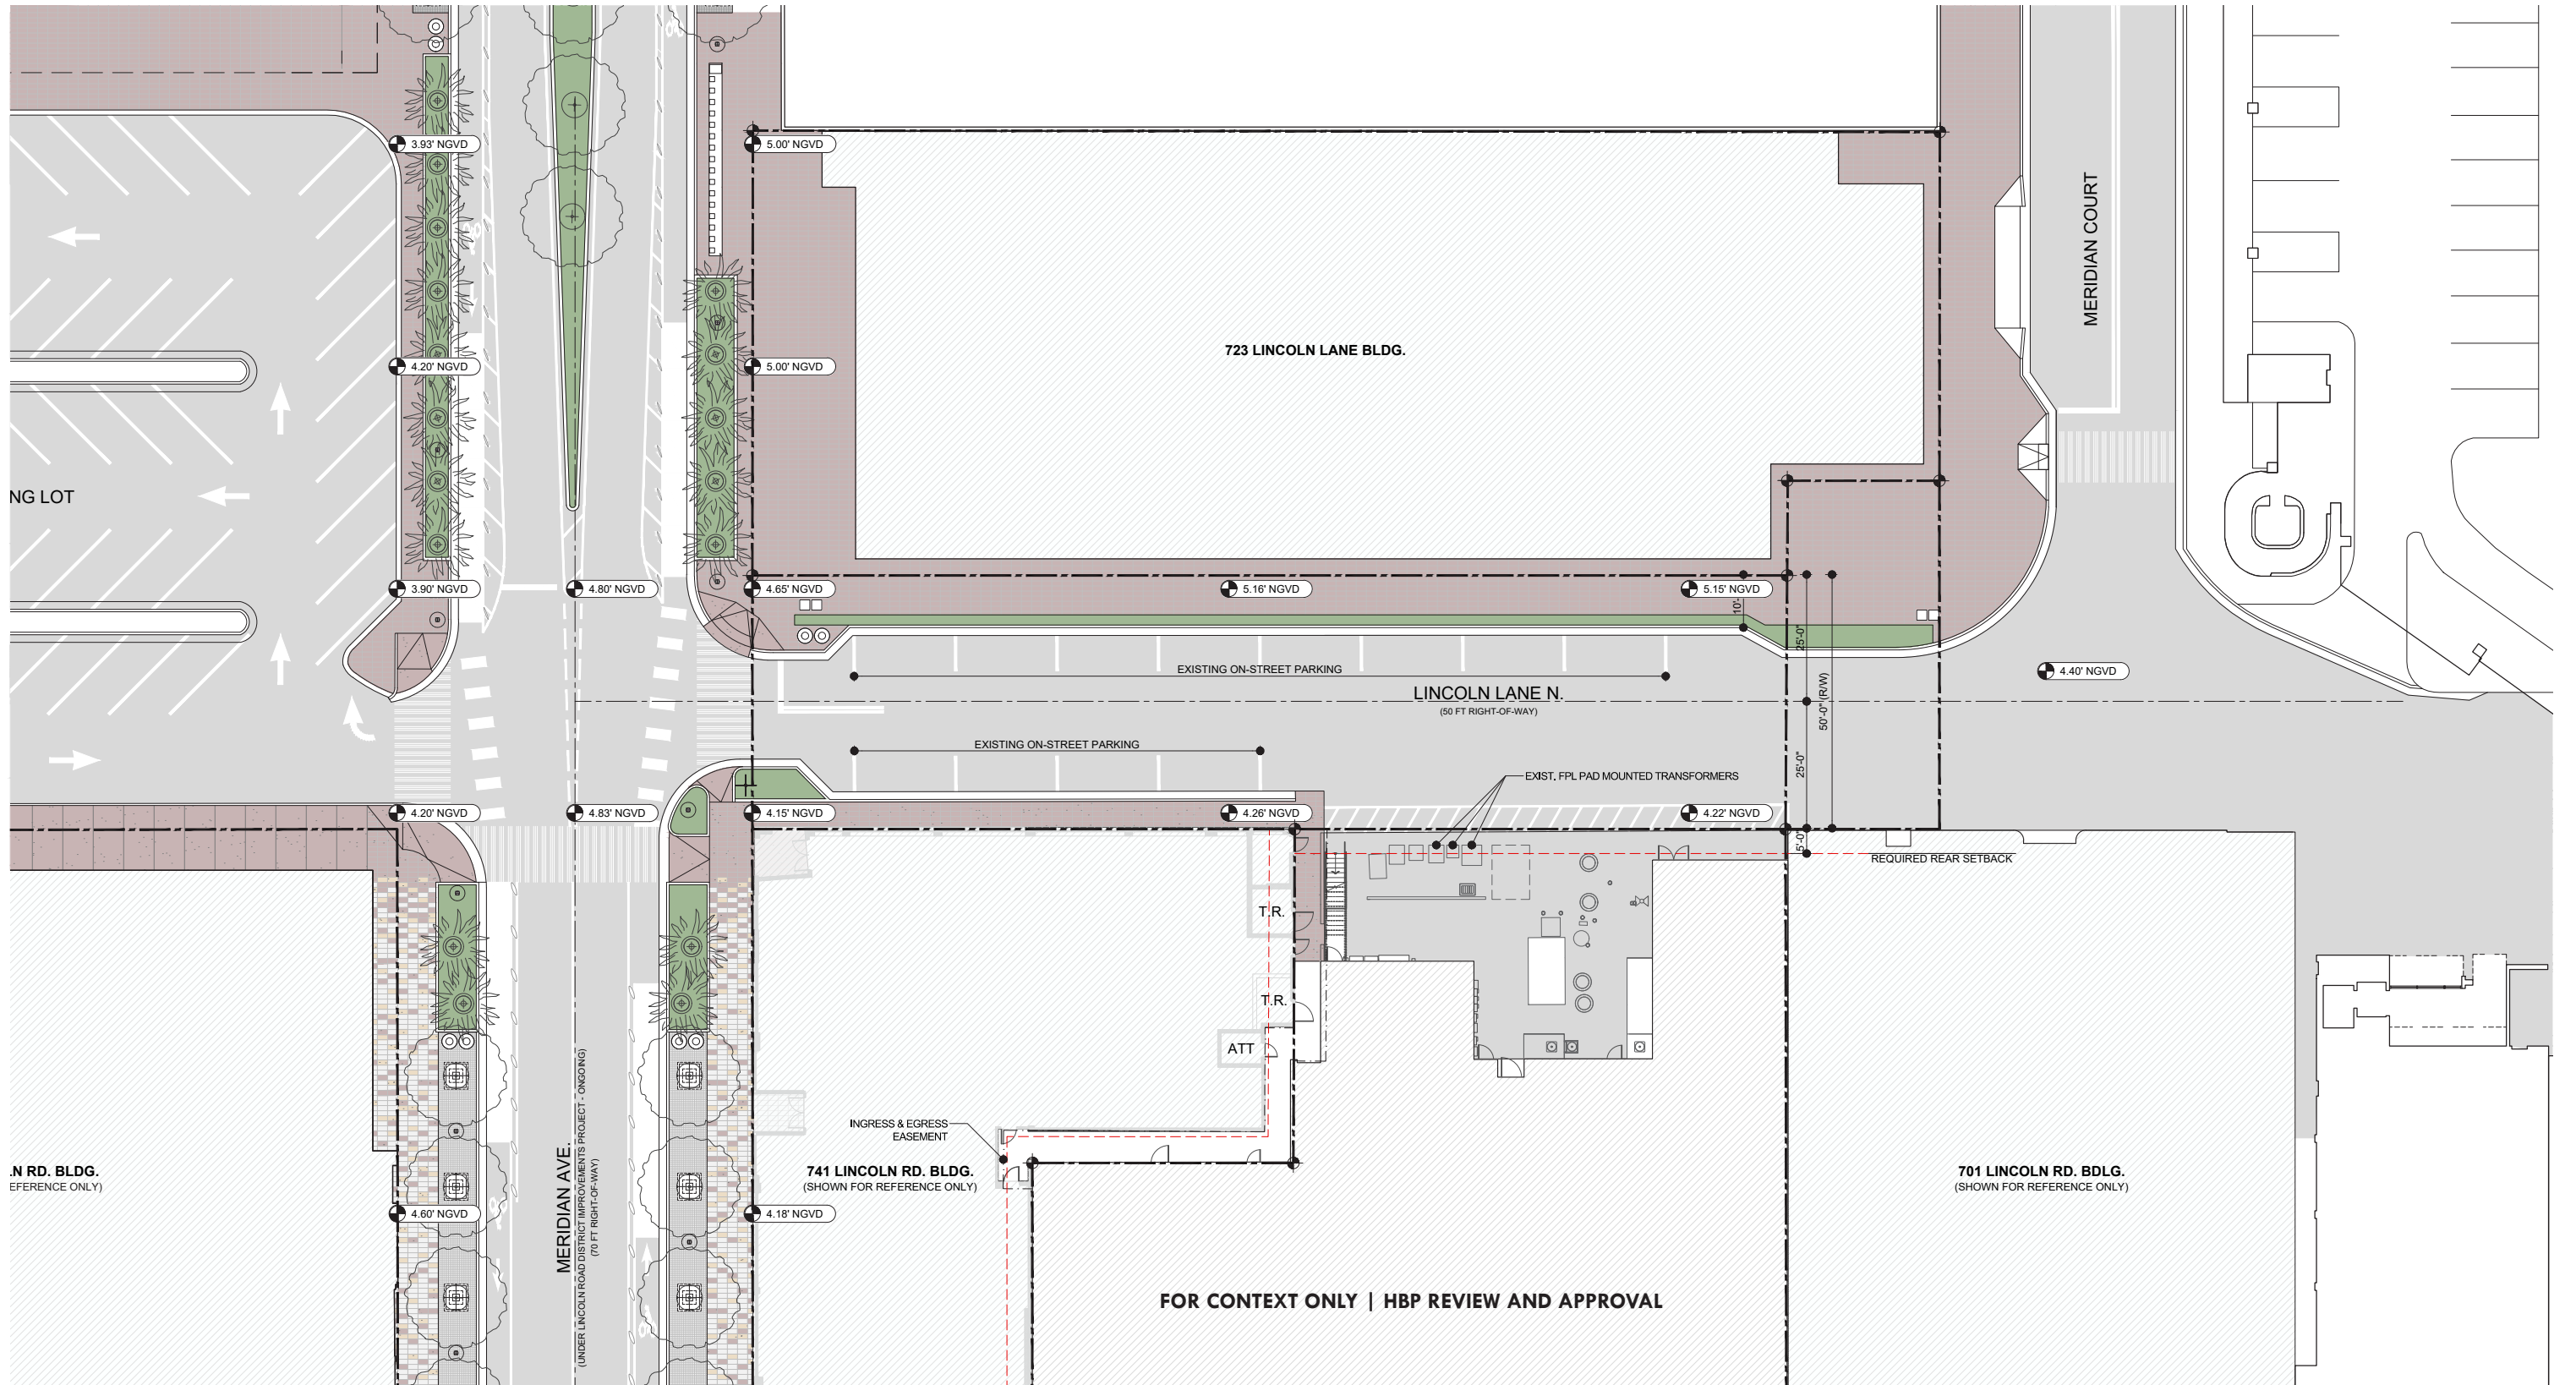 3.93' NGVD
5.00' NGVD
MERIDIAN COURT
723 LINCOLN LANE BLDG.
4.20' NGVD
5.00' NGVD
NG LOT
3.90' NGVD
4.80' NGVD
4.65' NGVD
5.16' NGVD
5.15' NGVD
10'-
25'-0"
EXISTING ON-STREET PARKING
4.40' NGVD
LINCOLN LANE N.
(50 FT RIGHT-OF-WAY)
50'-0" (R/W)
EXISTING ON-STREET PARKING
25'-0"
EXIST. FPL PAD MOUNTED TRANSFORMERS
4.20' NGVD
4.83' NGVD
4.15' NGVD
4.26' NGVD
4.22' NGVD
5'-0"
REQUIRED REAR SETBACK
T.R.
T.R.
ATT
INGRESS & EGRESS
EASEMENT
N RD. BLDG.
EFERENCE ONLY)
MERIDIAN AVE.
(UNDER LINCOLN ROAD DISTRICT IMPROVEMENTS PROJECT - ONGOING)
(70 FT RIGHT-OF-WAY)
741 LINCOLN RD. BLDG.
(SHOWN FOR REFERENCE ONLY)
701 LINCOLN RD. BDLG.
(SHOWN FOR REFERENCE ONLY)
4.60' NGVD
4.18' NGVD
FOR CONTEXT ONLY | HBP REVIEW AND APPROVAL